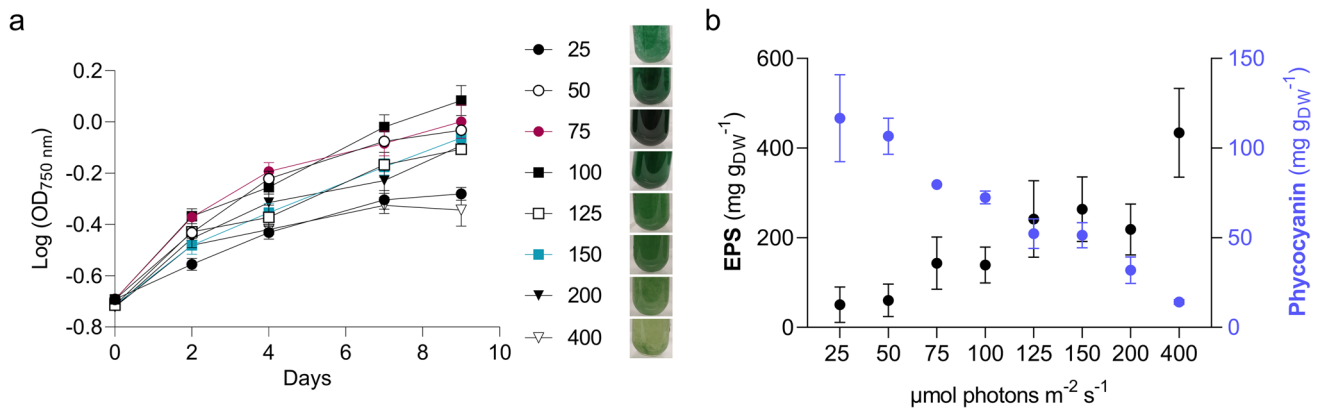 a
Log (OD750 nm)
0.2
0.0
-0.2
-0.4
-0.6
-0.8
0 2 4 6 8 10
Days
25
50
75
100
125
150
200
400
b
EPS (mg gDW-1)
600
400
200
0
150
100
50
0
Phycocyanin (mg gDW-1)
25 50 75 100 125 150 200 400
µmol photons m-2 s-1